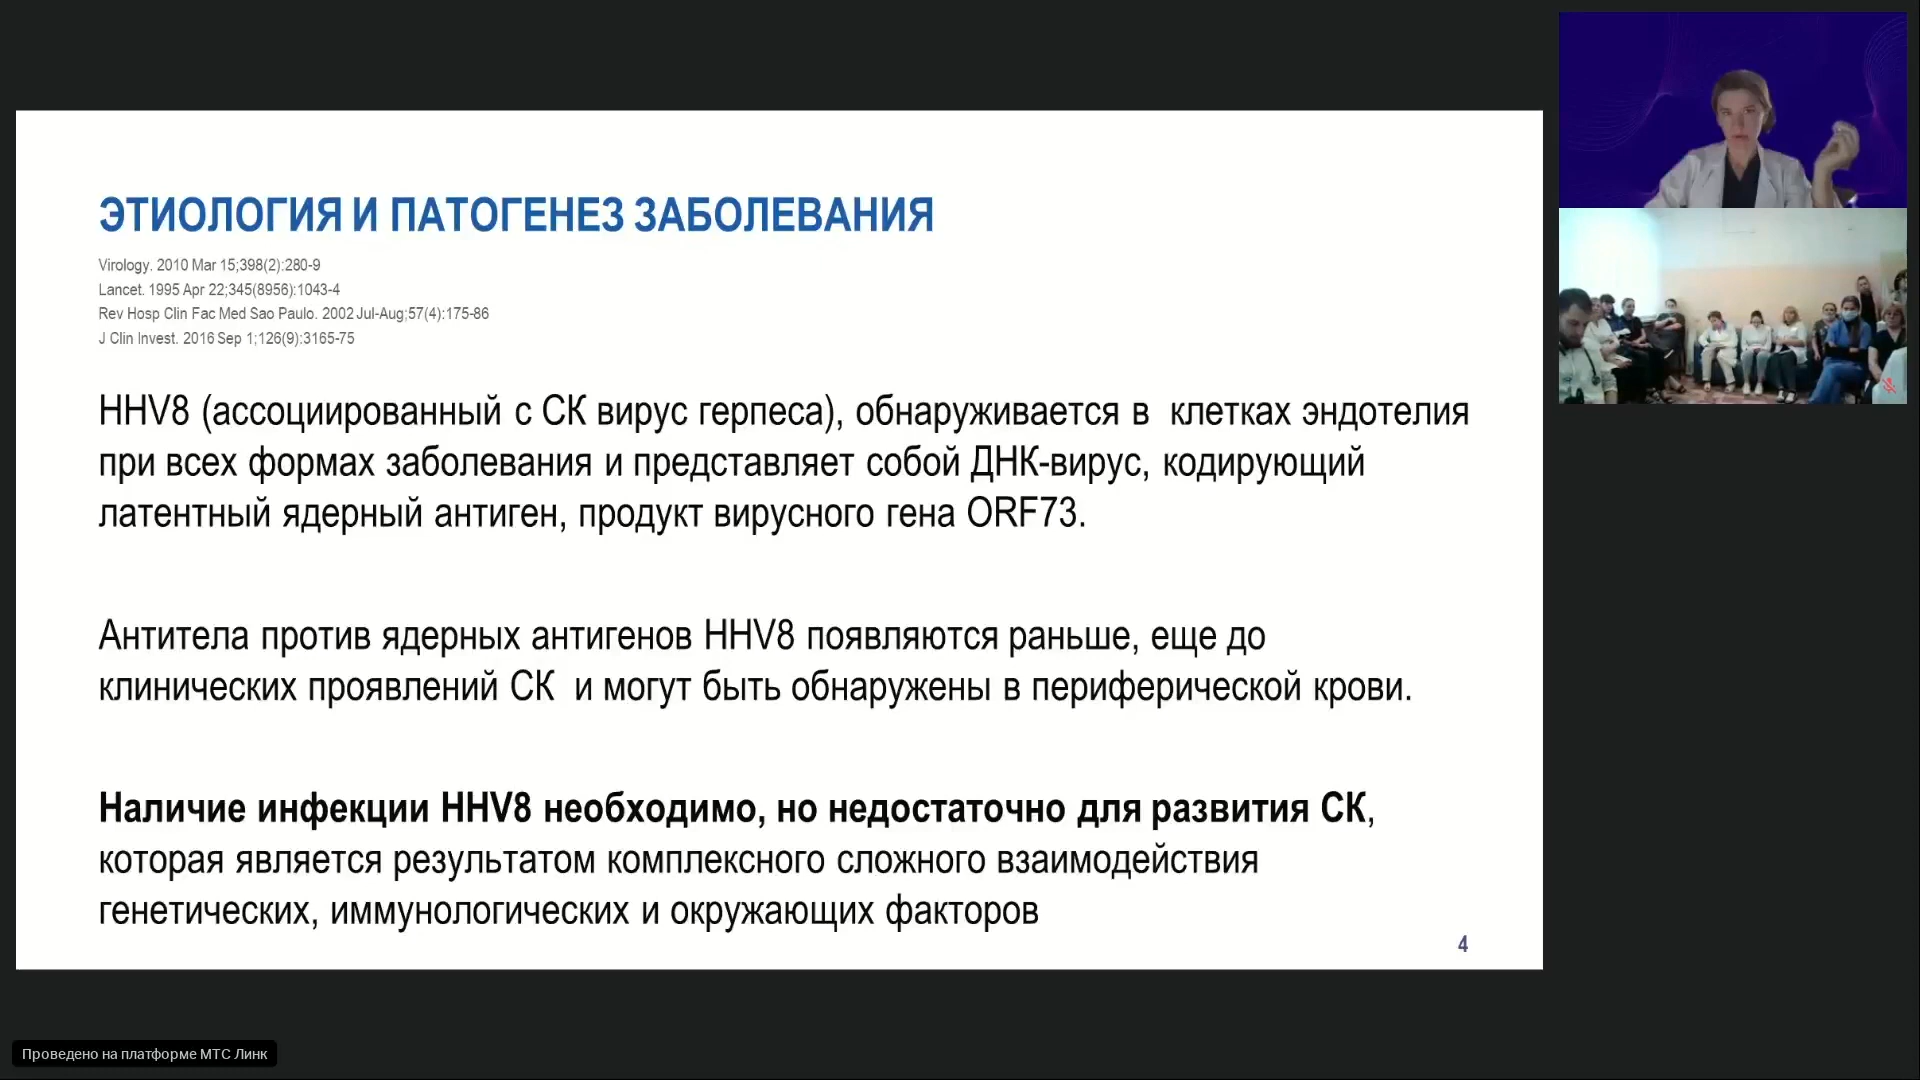 ЭТИОЛОГИЯ И ПАТОГЕНЕЗ ЗАБОЛЕВАНИЯ
Virology. 2010 Mar 15;398(2):280-9
Lancet. 1995 Apr 22;345(8956):1043-4
Rev Hosp Clin Fac Med Sao Paulo. 2002 Jul-Aug;57(4):175-86
J Clin Invest. 2016 Sep 1;126(9):3165-75
HHV8 (ассоциированный с СК вирус герпеса), обнаруживается в клетках эндотелия
при всех формах заболевания и представляет собой ДНК-вирус, кодирующий
латентный ядерный антиген, продукт вирусного гена ORF73.
Антитела против ядерных антигенов HHV8 появляются раньше, еще до
клинических проявлений СК и могут быть обнаружены в периферической крови.
Наличие инфекции HHV8 необходимо, но недостаточно для развития СК,
которая является результатом комплексного сложного взаимодействия
генетических, иммунологических и окружающих факторов
4
Проведено на платформе МТС Линк